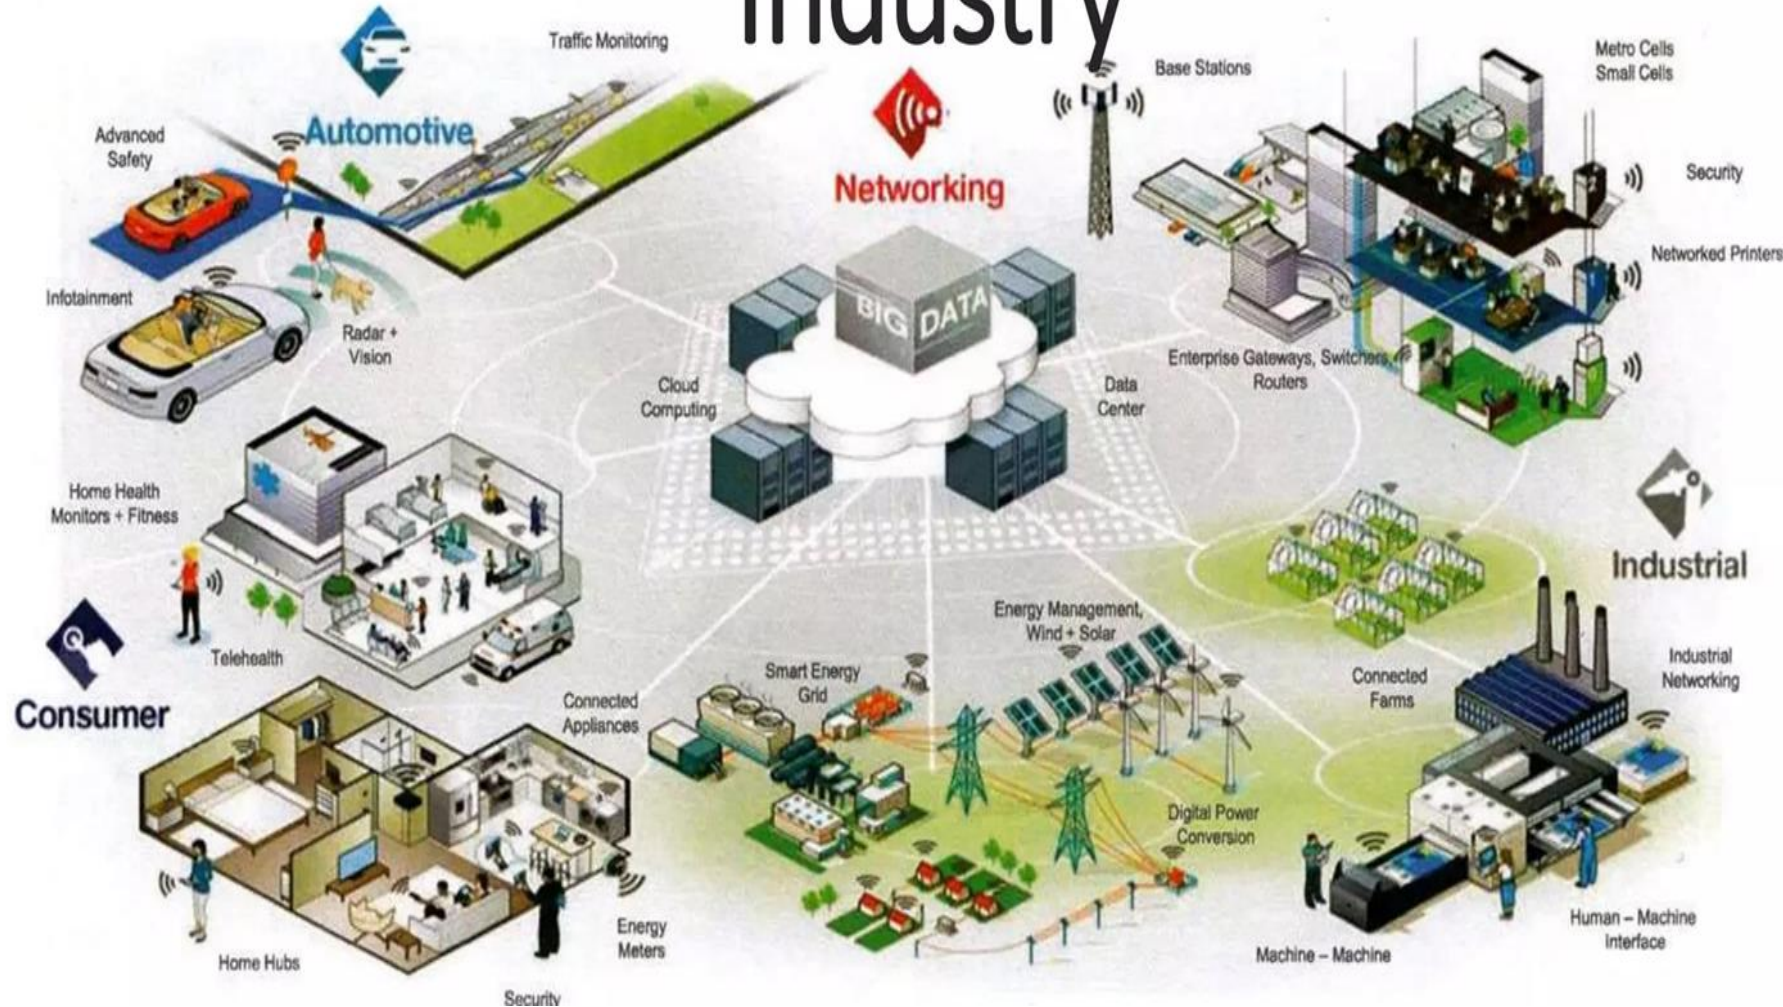 Industry
Traffic Monitoring
Automotive
Advanced
Safety
Infotainment
Radar +
Vision
Networking
Base Stations
Metro Cells
Small Cells
Security
Networked Printers
Enterprise Gateways, Switchers,
Routers
BIG DATA
Cloud
Computing
Data
Center
Home Health
Monitors + Fitness
Telehealth
Consumer
Connected
Appliances
Home Hubs
Security
Energy
Meters
Smart Energy
Grid
Energy Management,
Wind + Solar
Digital Power
Conversion
Industrial
Connected
Farms
Industrial
Networking
Machine – Machine
Human – Machine
Interface